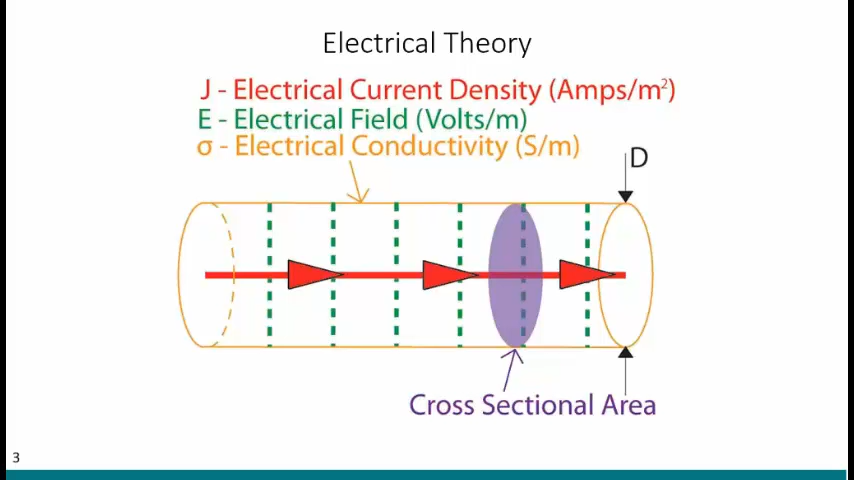 Electrical Theory
J - Electrical Current Density (Amps/m²)
E - Electrical Field (Volts/m)
σ - Electrical Conductivity (S/m)
D
Cross Sectional Area
3